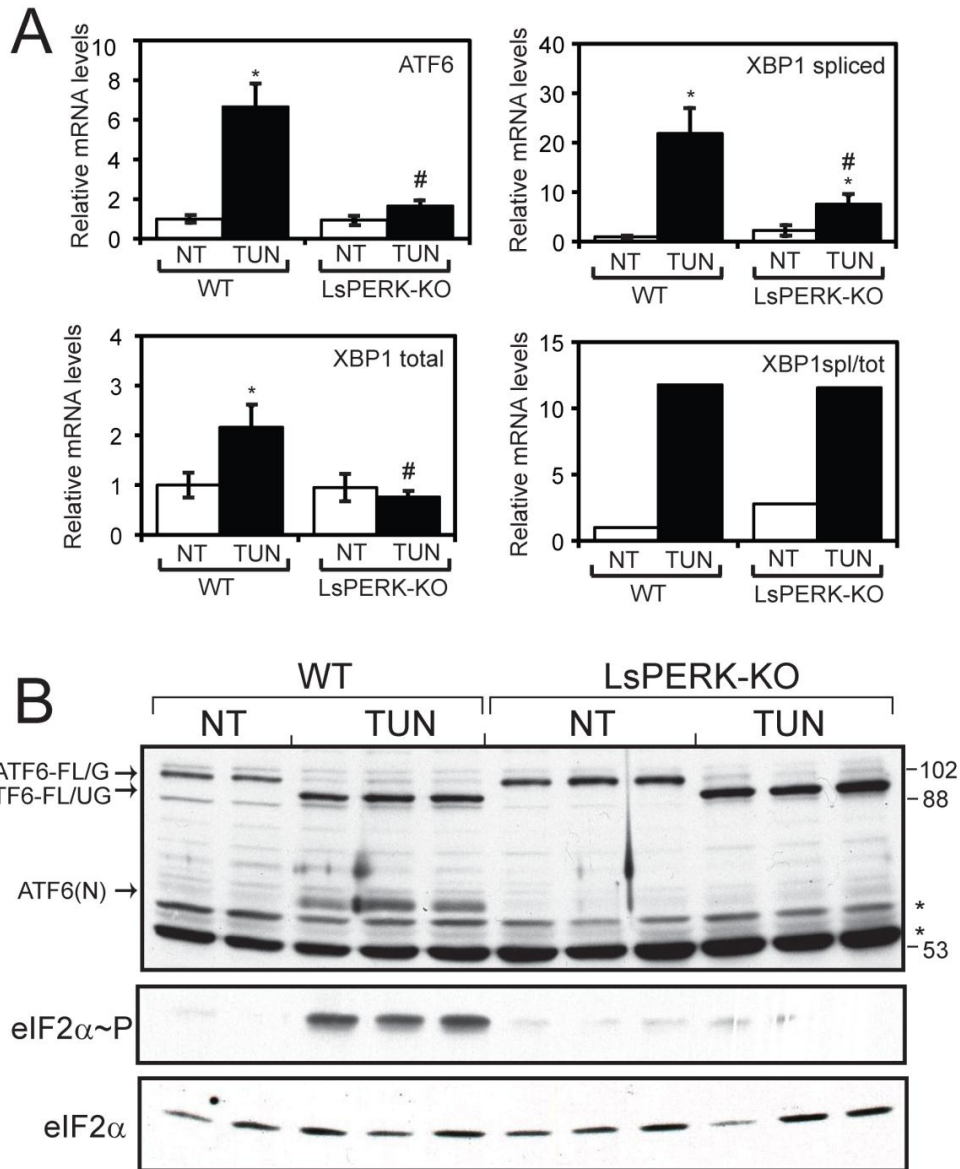 A
Relative mRNA levels
10
8
6
4
2
0
ATF6
*
#
NT TUN NT TUN
WT LsPERK-KO
Relative mRNA levels
40
30
20
10
0
XBP1 spliced
*
#
*
NT TUN NT TUN
WT LsPERK-KO
Relative mRNA levels
4
3
2
1
0
XBP1 total
*
#
NT TUN NT TUN
WT LsPERK-KO
Relative mRNA levels
15
10
5
0
XBP1spl/tot
NT TUN NT TUN
WT LsPERK-KO
B
WT LsPERK-KO
NT TUN NT TUN
ATF6-FL/G
TF6-FL/UG
ATF6(N)
102
88
*
*
53
eIF2α~P
eIF2α